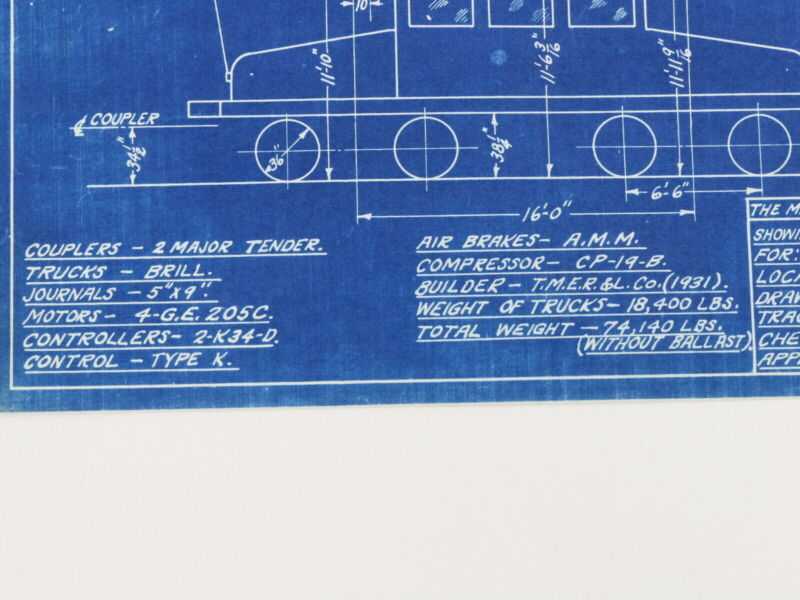 10"
11'-10"
11'-6 3/16"
11'-11 9/16"
COUPLER
34 1/2"
36"
38 1/4"
6'-6"
16'-0"
COUPLERS - 2 MAJOR TENDER.
TRUCKS - BRILL.
JOURNALS - 5"X9".
MOTORS - 4-G.E. 205C.
CONTROLLERS - 2-K34-D.
CONTROL - TYPE K.
AIR BRAKES - A.M.M.
COMPRESSOR - CP-19-B.
BUILDER - T.M.E.R.&L.CO.(1931).
WEIGHT OF TRUCKS - 18,400 LBS.
TOTAL WEIGHT - 74,140 LBS.
(WITHOUT BALLAST).
THE M
SHOWI
FOR:
LOCA
DRAW
TRAC
CHE
APP